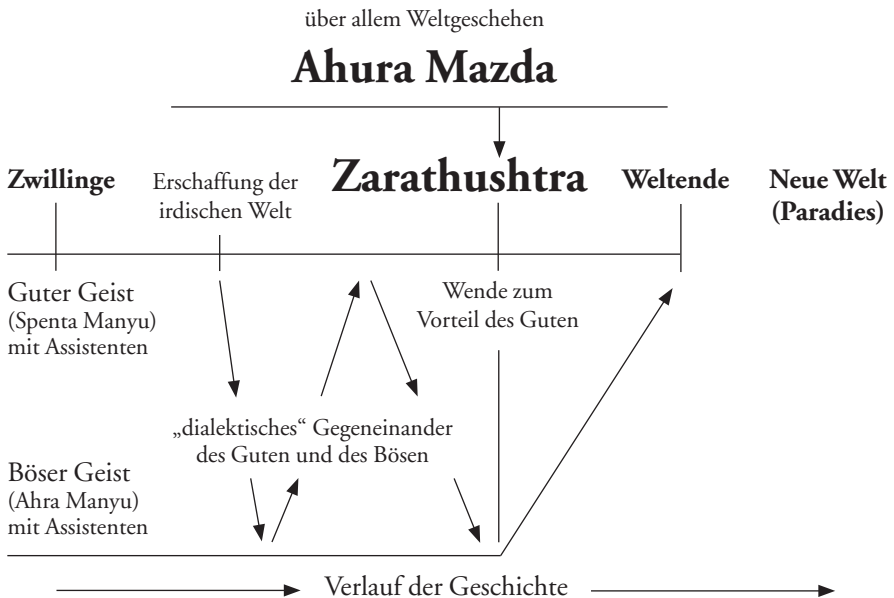 über allem Weltgeschehen
Ahura Mazda
Zwillinge
Erschaffung der
irdischen Welt
Zarathushtra
Weltende
Neue Welt
(Paradies)
Guter Geist
(Spenta Manyu)
mit Assistenten
Wende zum
Vorteil des Guten
„dialektisches“ Gegeneinander
des Guten und des Bösen
Böser Geist
(Ahra Manyu)
mit Assistenten
Verlauf der Geschichte